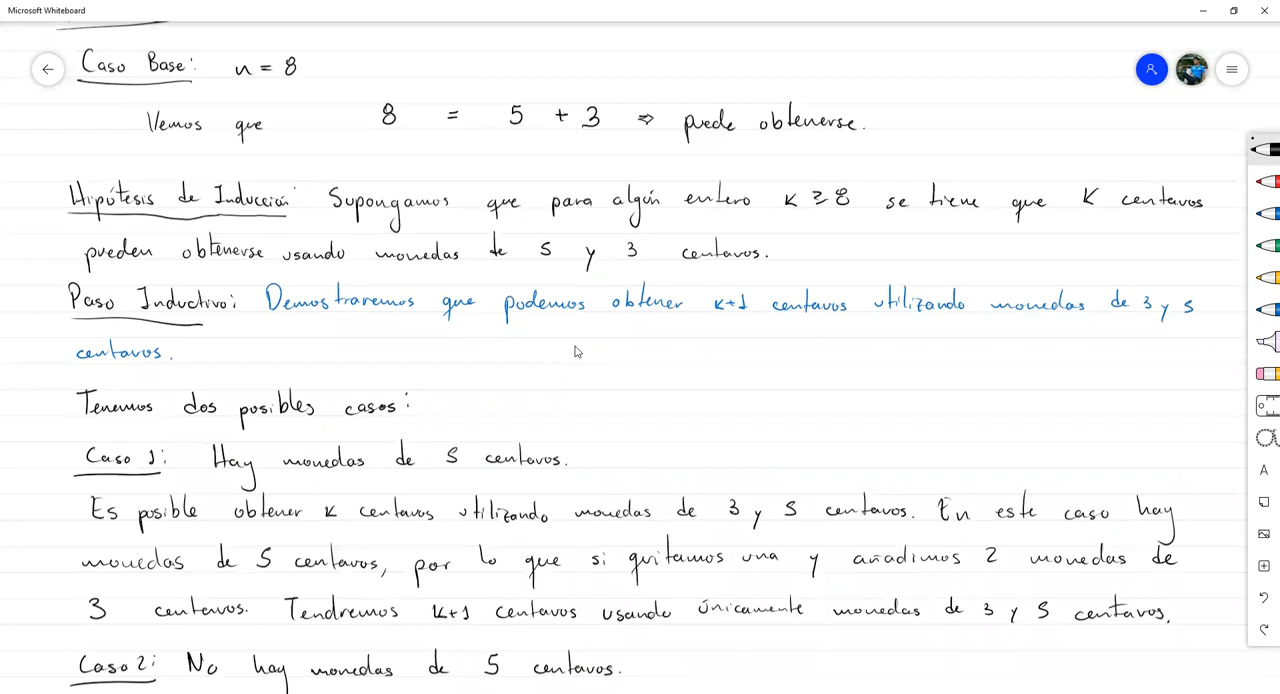 Microsoft Whiteboard
Caso Base: n = 8
Vemos que 8 = 5 + 3 ⇒ puede obtenerse.
Hipótesis de Inducción: Supongamos que para algún entero K ≥ 8 se tiene que K centavos
pueden obtenerse usando monedas de 5 y 3 centavos.
Paso Inductivo: Demostraremos que podemos obtener K+1 centavos utilizando monedas de 3 y 5
centavos.
Tenemos dos posibles casos:
Caso 1: Hay monedas de 5 centavos.
Es posible obtener K centavos utilizando monedas de 3 y 5 centavos. En este caso hay
monedas de 5 centavos, por lo que si quitamos una y añadimos 2 monedas de
3 centavos. Tendremos K+1 centavos usando únicamente monedas de 3 y 5 centavos.
Caso 2: No hay monedas de 5 centavos.